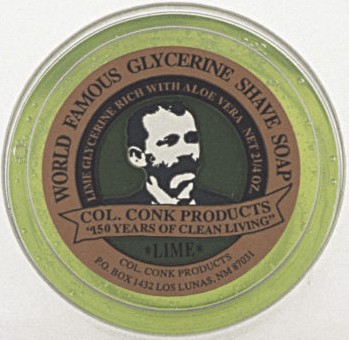 WORLD FAMOUS GLYCERINE SHAVE SOAP
LIME GLYCERINE RICH WITH ALOE VERA NET 2 1/4 OZ.
COL. CONK PRODUCTS
"150 YEARS OF CLEAN LIVING"
*LIME*
COL. CONK PRODUCTS
P.O. BOX 1432 LOS LUNAS, NM 87031